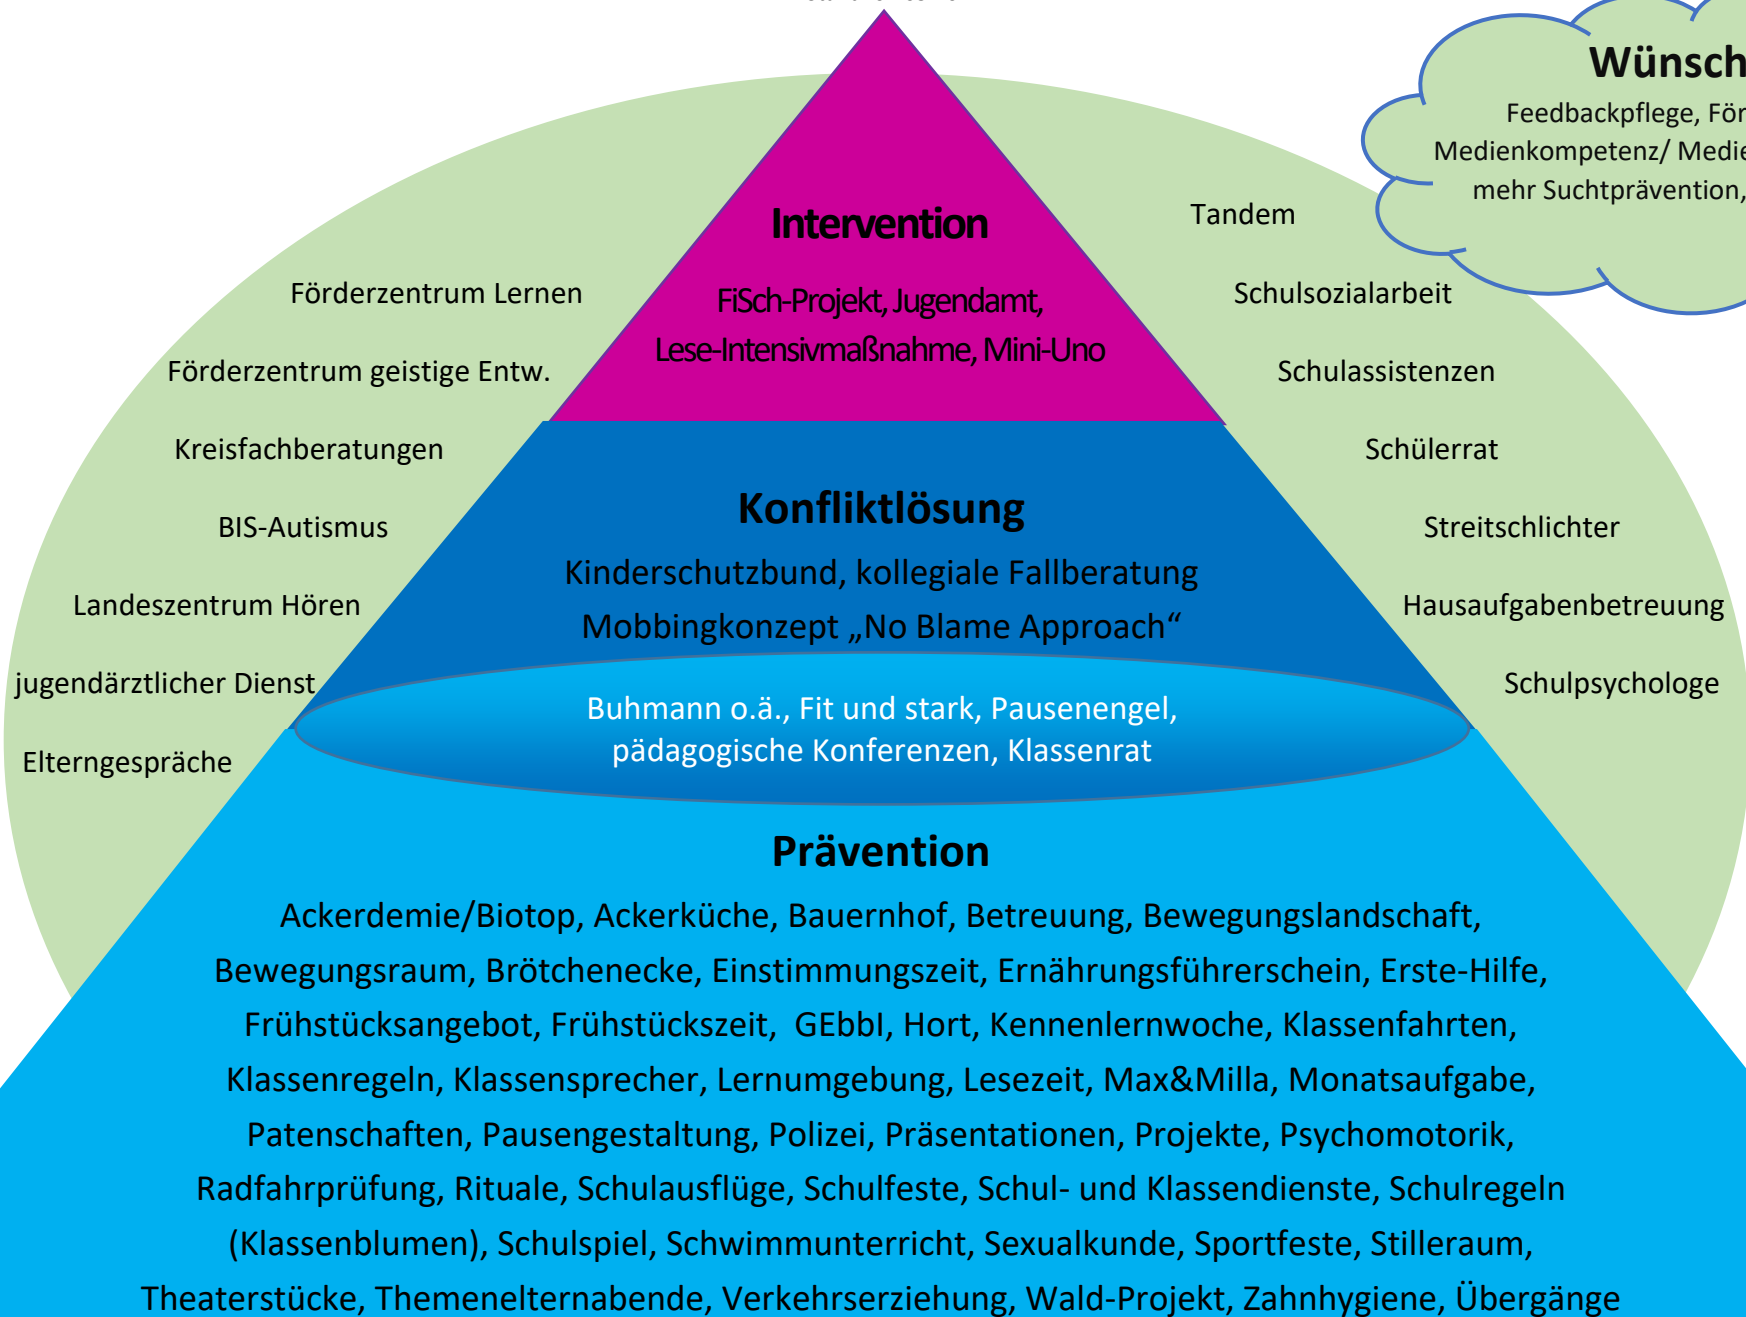 Wünsch
Feedbackpflege, För
Medienkompetenz/ Medie
mehr Suchtprävention,
Intervention
FiSch-Projekt, Jugendamt,
Lese-Intensivmaßnahme, Mini-Uno
Förderzentrum Lernen
Förderzentrum geistige Entw.
Kreisfachberatungen
BIS-Autismus
Landeszentrum Hören
jugendärztlicher Dienst
Elterngespräche
Tandem
Schulsozialarbeit
Schulassistenzen
Schülerrat
Streitschlichter
Hausaufgabenbetreuung
Schulpsychologe
Konfliktlösung
Kinderschutzbund, kollegiale Fallberatung
Mobbingkonzept „No Blame Approach“
Buhmann o.ä., Fit und stark, Pausenengel,
pädagogische Konferenzen, Klassenrat
Prävention
Ackerdemie/Biotop, Ackerküche, Bauernhof, Betreuung, Bewegungslandschaft,
Bewegungsraum, Brötchenecke, Einstimmungszeit, Ernährungsführerschein, Erste-Hilfe,
Frühstücksangebot, Frühstückszeit, GEbbI, Hort, Kennenlernwoche, Klassenfahrten,
Klassenregeln, Klassensprecher, Lernumgebung, Lesezeit, Max&Milla, Monatsaufgabe,
Patenschaften, Pausengestaltung, Polizei, Präsentationen, Projekte, Psychomotorik,
Radfahrprüfung, Rituale, Schulausflüge, Schulfeste, Schul- und Klassendienste, Schulregeln
(Klassenblumen), Schulspiel, Schwimmunterricht, Sexualkunde, Sportfeste, Stilleraum,
Theaterstücke, Themenelternabende, Verkehrserziehung, Wald-Projekt, Zahnhygiene, Übergänge